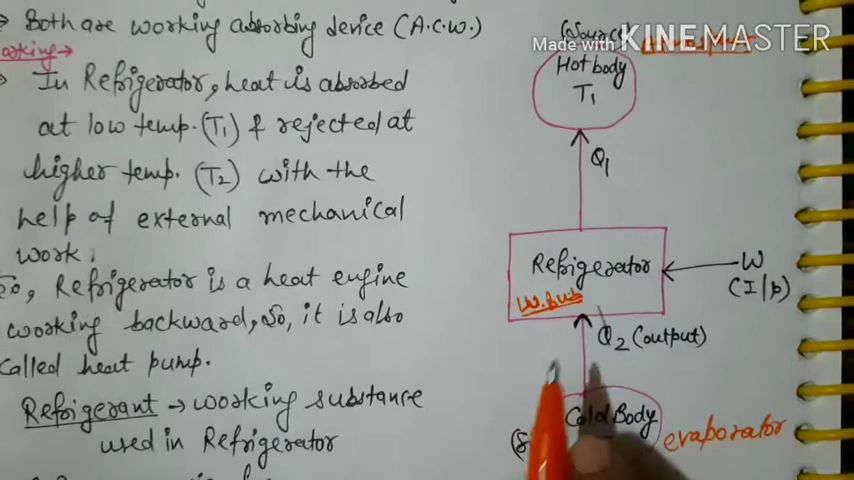 Both are working absorbing device (A.C.W.)
In Refrigerator, heat is absorbed
at low temp. (T1) & rejected at
higher temp. (T2) with the
help of external mechanical
work.
So, Refrigerator is a heat engine
working backward, So, it is also
called heat pump.
Refrigerant → working substance
used in Refrigerator
(Source)
Made with KINEMASTER
Hot body
T1
Q1
Refrigerator
W.
W
(I/p)
Q2 (output)
Cold Body
evaporator